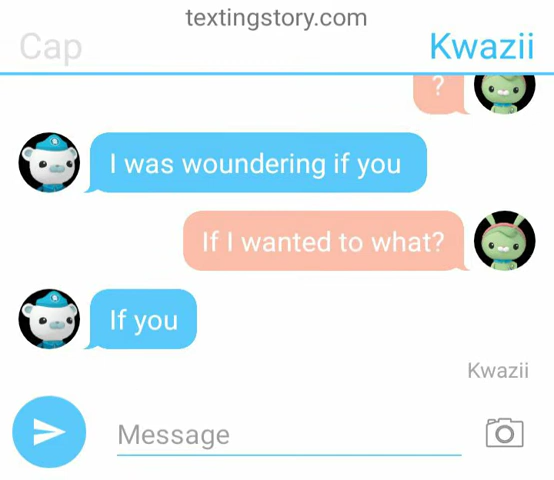 textingstory.com
Cap
Kwazii
?
I was woundering if you
If I wanted to what?
If you
Kwazii
Message